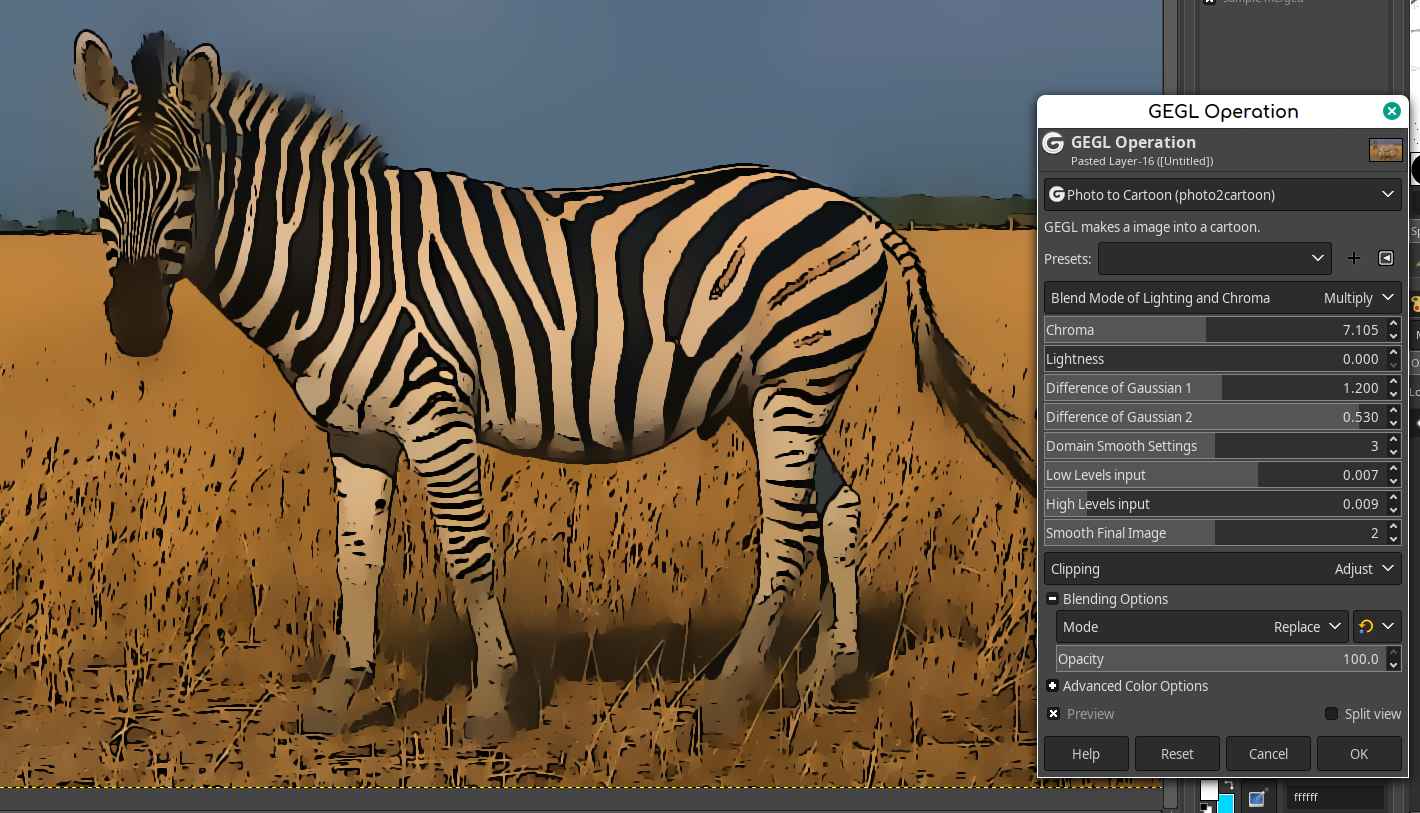 Sample merged
GEGL Operation
GEGL Operation
Pasted Layer-16 ([Untitled])
Photo to Cartoon (photo2cartoon)
GEGL makes a image into a cartoon.
Presets:
Blend Mode of Lighting and Chroma Multiply
Chroma 7.105
Lightness 0.000
Difference of Gaussian 1 1.200
Difference of Gaussian 2 0.530
Domain Smooth Settings 3
Low Levels input 0.007
High Levels input 0.009
Smooth Final Image 2
Clipping Adjust
Blending Options
Mode Replace
Opacity 100.0
Advanced Color Options
Preview Split view
Help Reset Cancel OK
ffffff